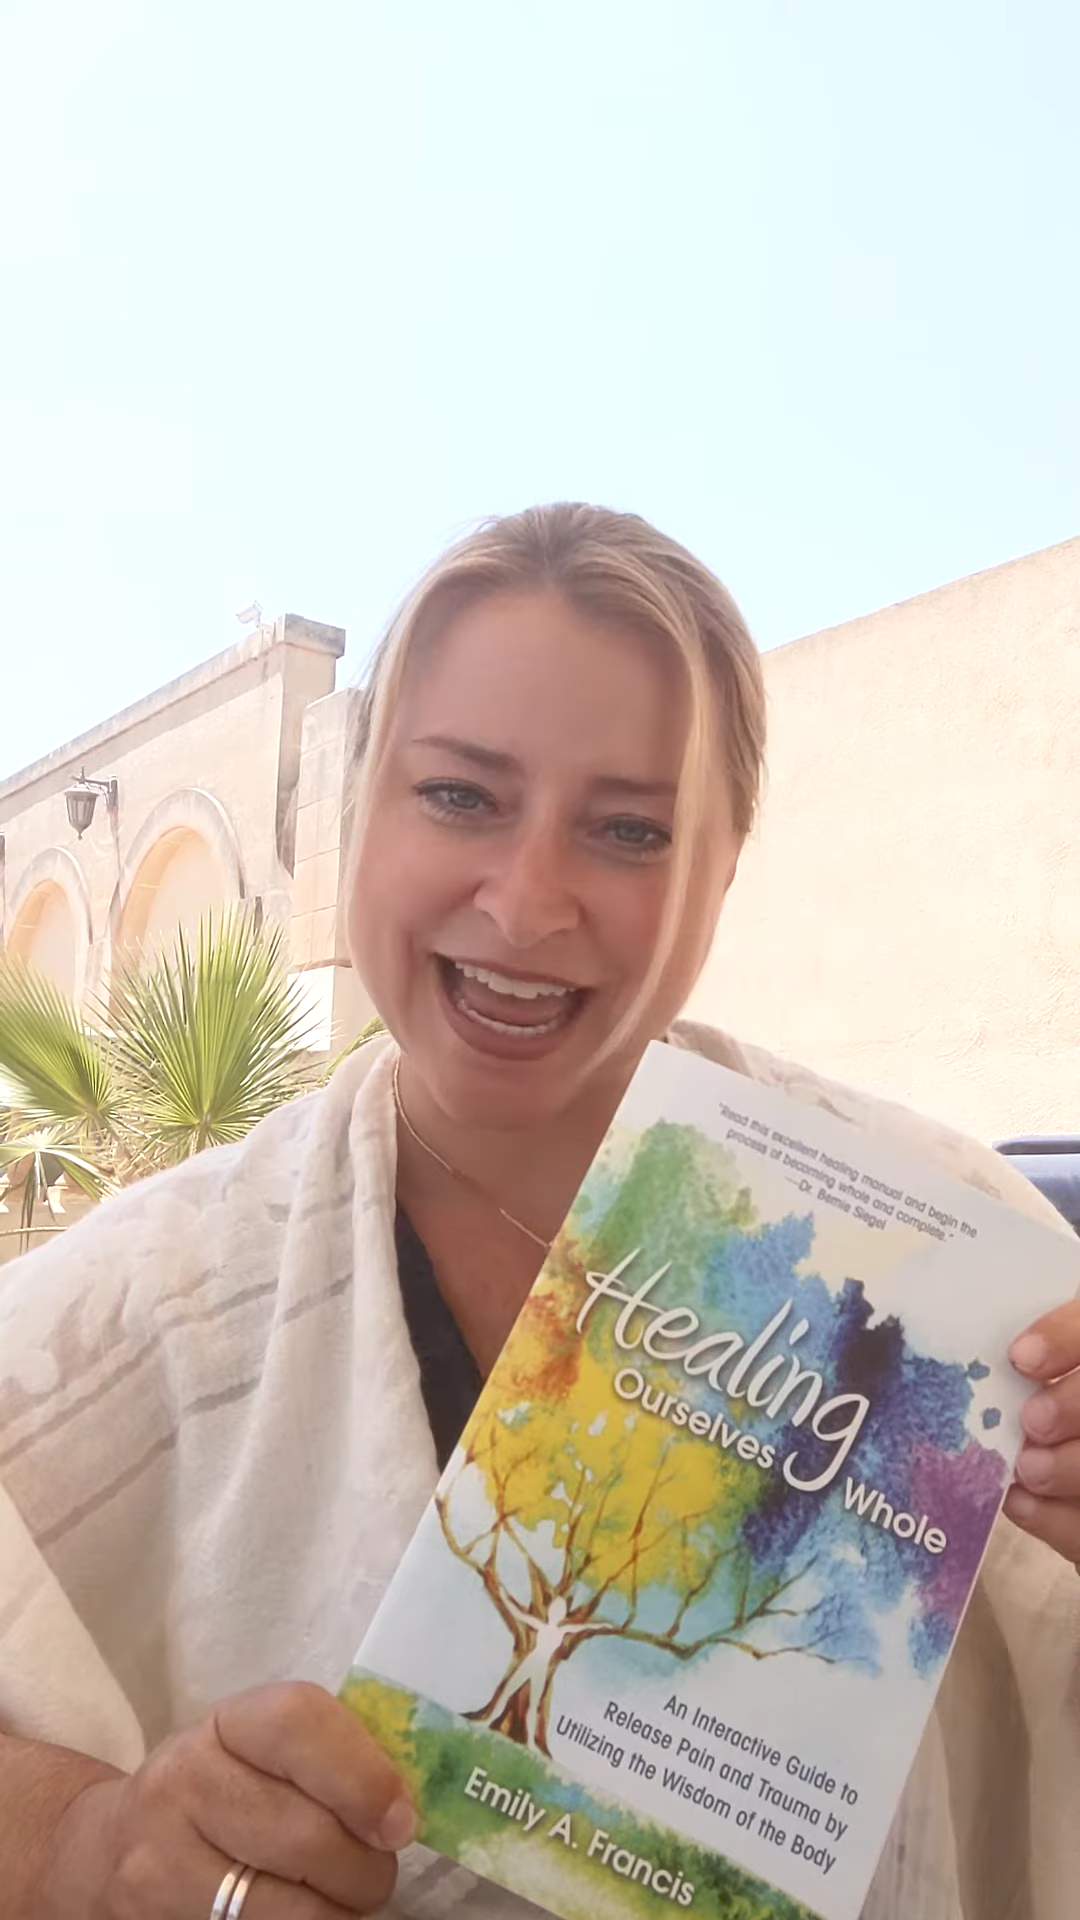 "Read this excellent healing manual and begin the
process of becoming whole and complete."
—Dr. Bernie Siegel
Healing
Ourselves Whole
An Interactive Guide to
Release Pain and Trauma by
Utilizing the Wisdom of the Body
Emily A. Francis